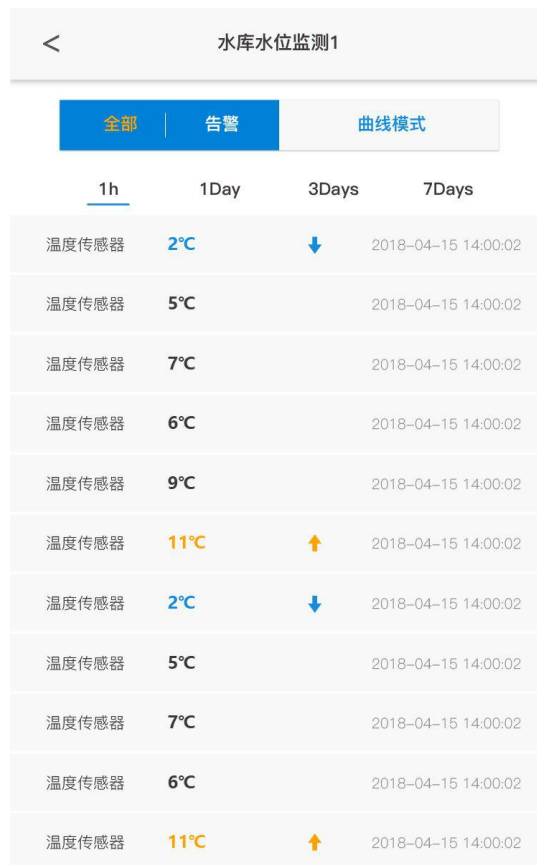 < 水库水位监测1
全部 告警 曲线模式
1h 1Day 3Days 7Days
温度传感器 2℃ 2018-04-15 14:00:02
温度传感器 5℃ 2018-04-15 14:00:02
温度传感器 7℃ 2018-04-15 14:00:02
温度传感器 6℃ 2018-04-15 14:00:02
温度传感器 9℃ 2018-04-15 14:00:02
温度传感器 11℃ 2018-04-15 14:00:02
温度传感器 2℃ 2018-04-15 14:00:02
温度传感器 5℃ 2018-04-15 14:00:02
温度传感器 7℃ 2018-04-15 14:00:02
温度传感器 6℃ 2018-04-15 14:00:02
温度传感器 11℃ 2018-04-15 14:00:02